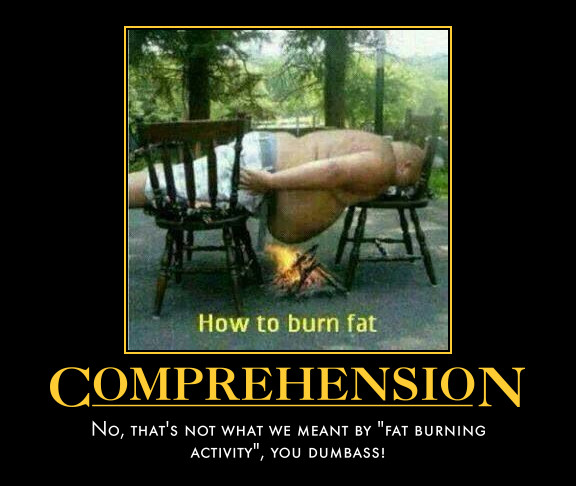 How to burn fat
COMPREHENSION
No, that's not what we meant by "fat burning
activity", you dumbass!